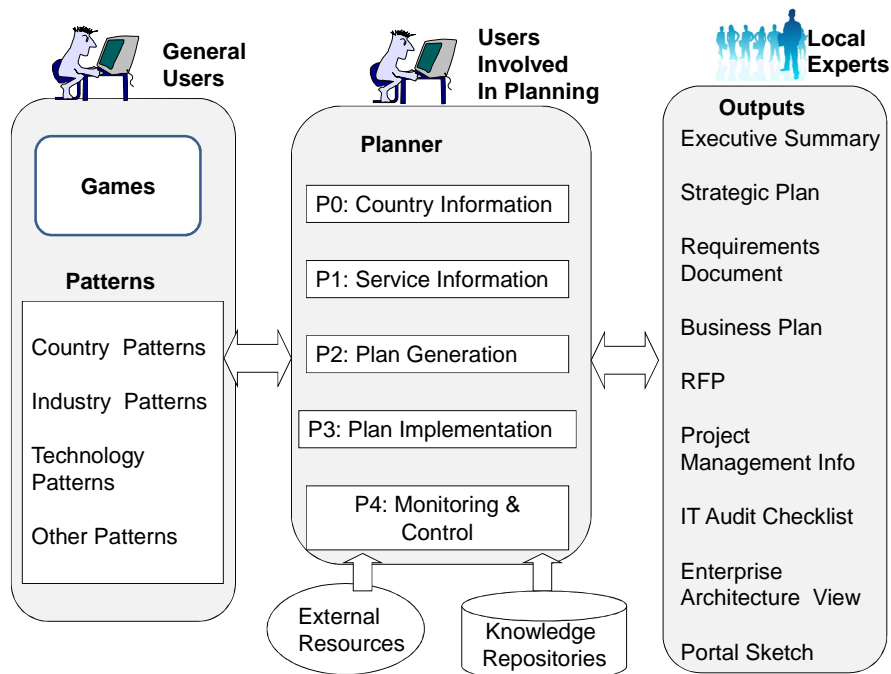 General
Users
Games
Patterns
Country Patterns
Industry Patterns
Technology
Patterns
Other Patterns
Users
Involved
In Planning
Planner
P0: Country Information
P1: Service Information
P2: Plan Generation
P3: Plan Implementation
P4: Monitoring &
Control
External
Resources
Knowledge
Repositories
Local
Experts
Outputs
Executive Summary
Strategic Plan
Requirements
Document
Business Plan
RFP
Project
Management Info
IT Audit Checklist
Enterprise
Architecture View
Portal Sketch